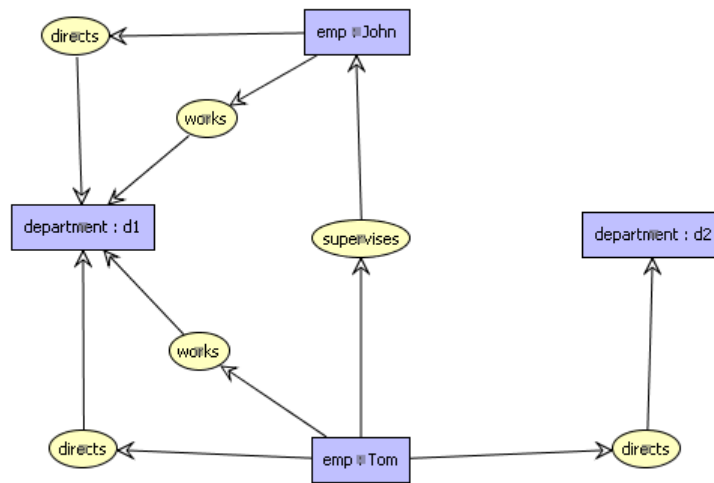 directs
emp : John
works
department : d1
supervises
department : d2
works
directs
emp : Tom
directs